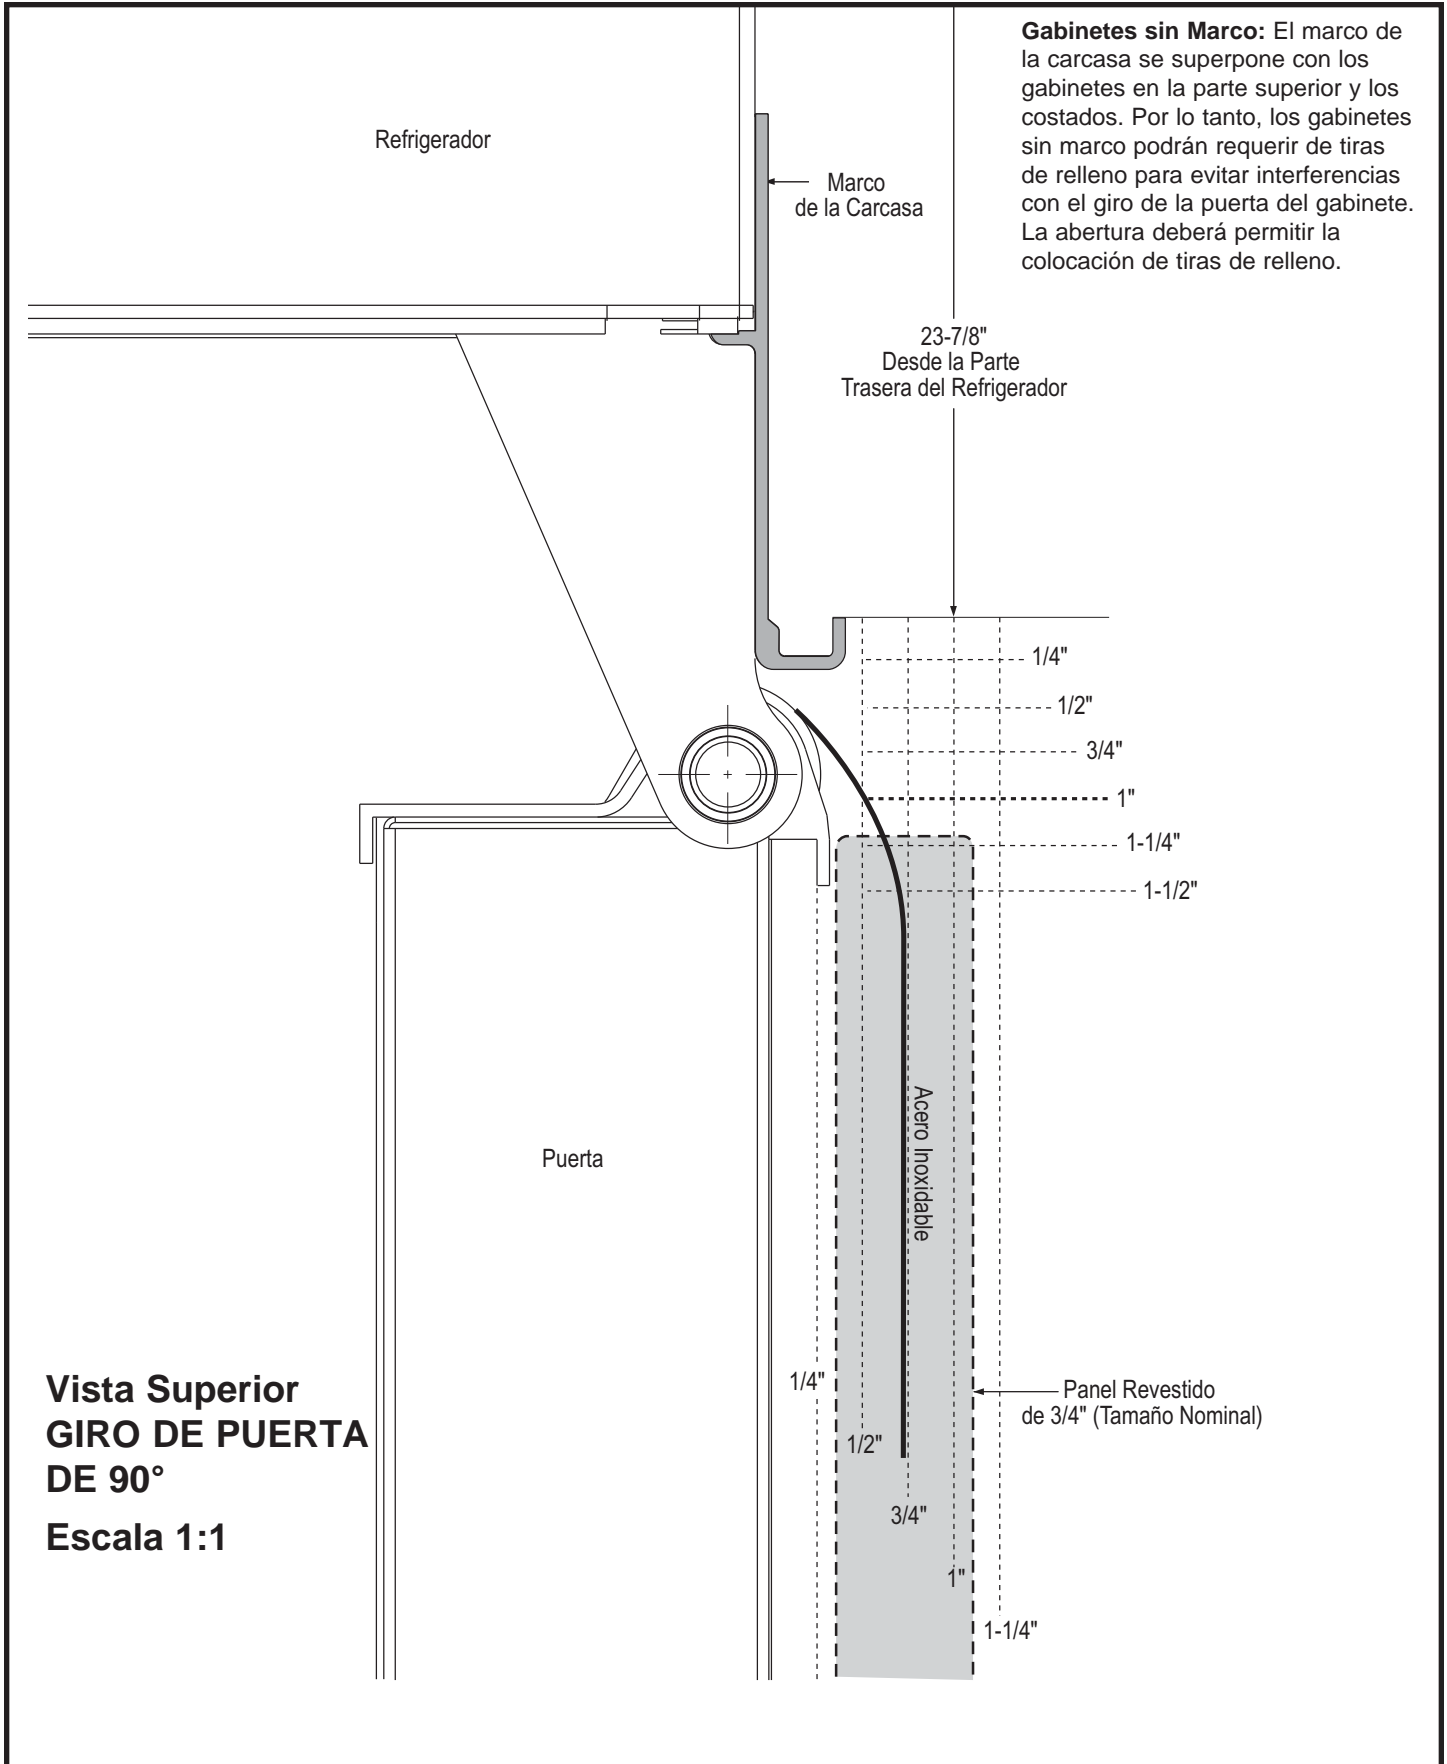 Gabinetes sin Marco: El marco de
la carcasa se superpone con los
gabinetes en la parte superior y los
costados. Por lo tanto, los gabinetes
sin marco podrán requerir de tiras
de relleno para evitar interferencias
con el giro de la puerta del gabinete.
La abertura deberá permitir la
colocación de tiras de relleno.
Refrigerador
Marco
de la Carcasa
23-7/8"
Desde la Parte
Trasera del Refrigerador
1/4"
1/2"
3/4"
1"
1-1/4"
1-1/2"
Acero Inoxidable
Puerta
1/4"
1/2"
3/4"
1"
1-1/4"
Panel Revestido
de 3/4" (Tamaño Nominal)
Vista Superior
GIRO DE PUERTA
DE 90°
Escala 1:1